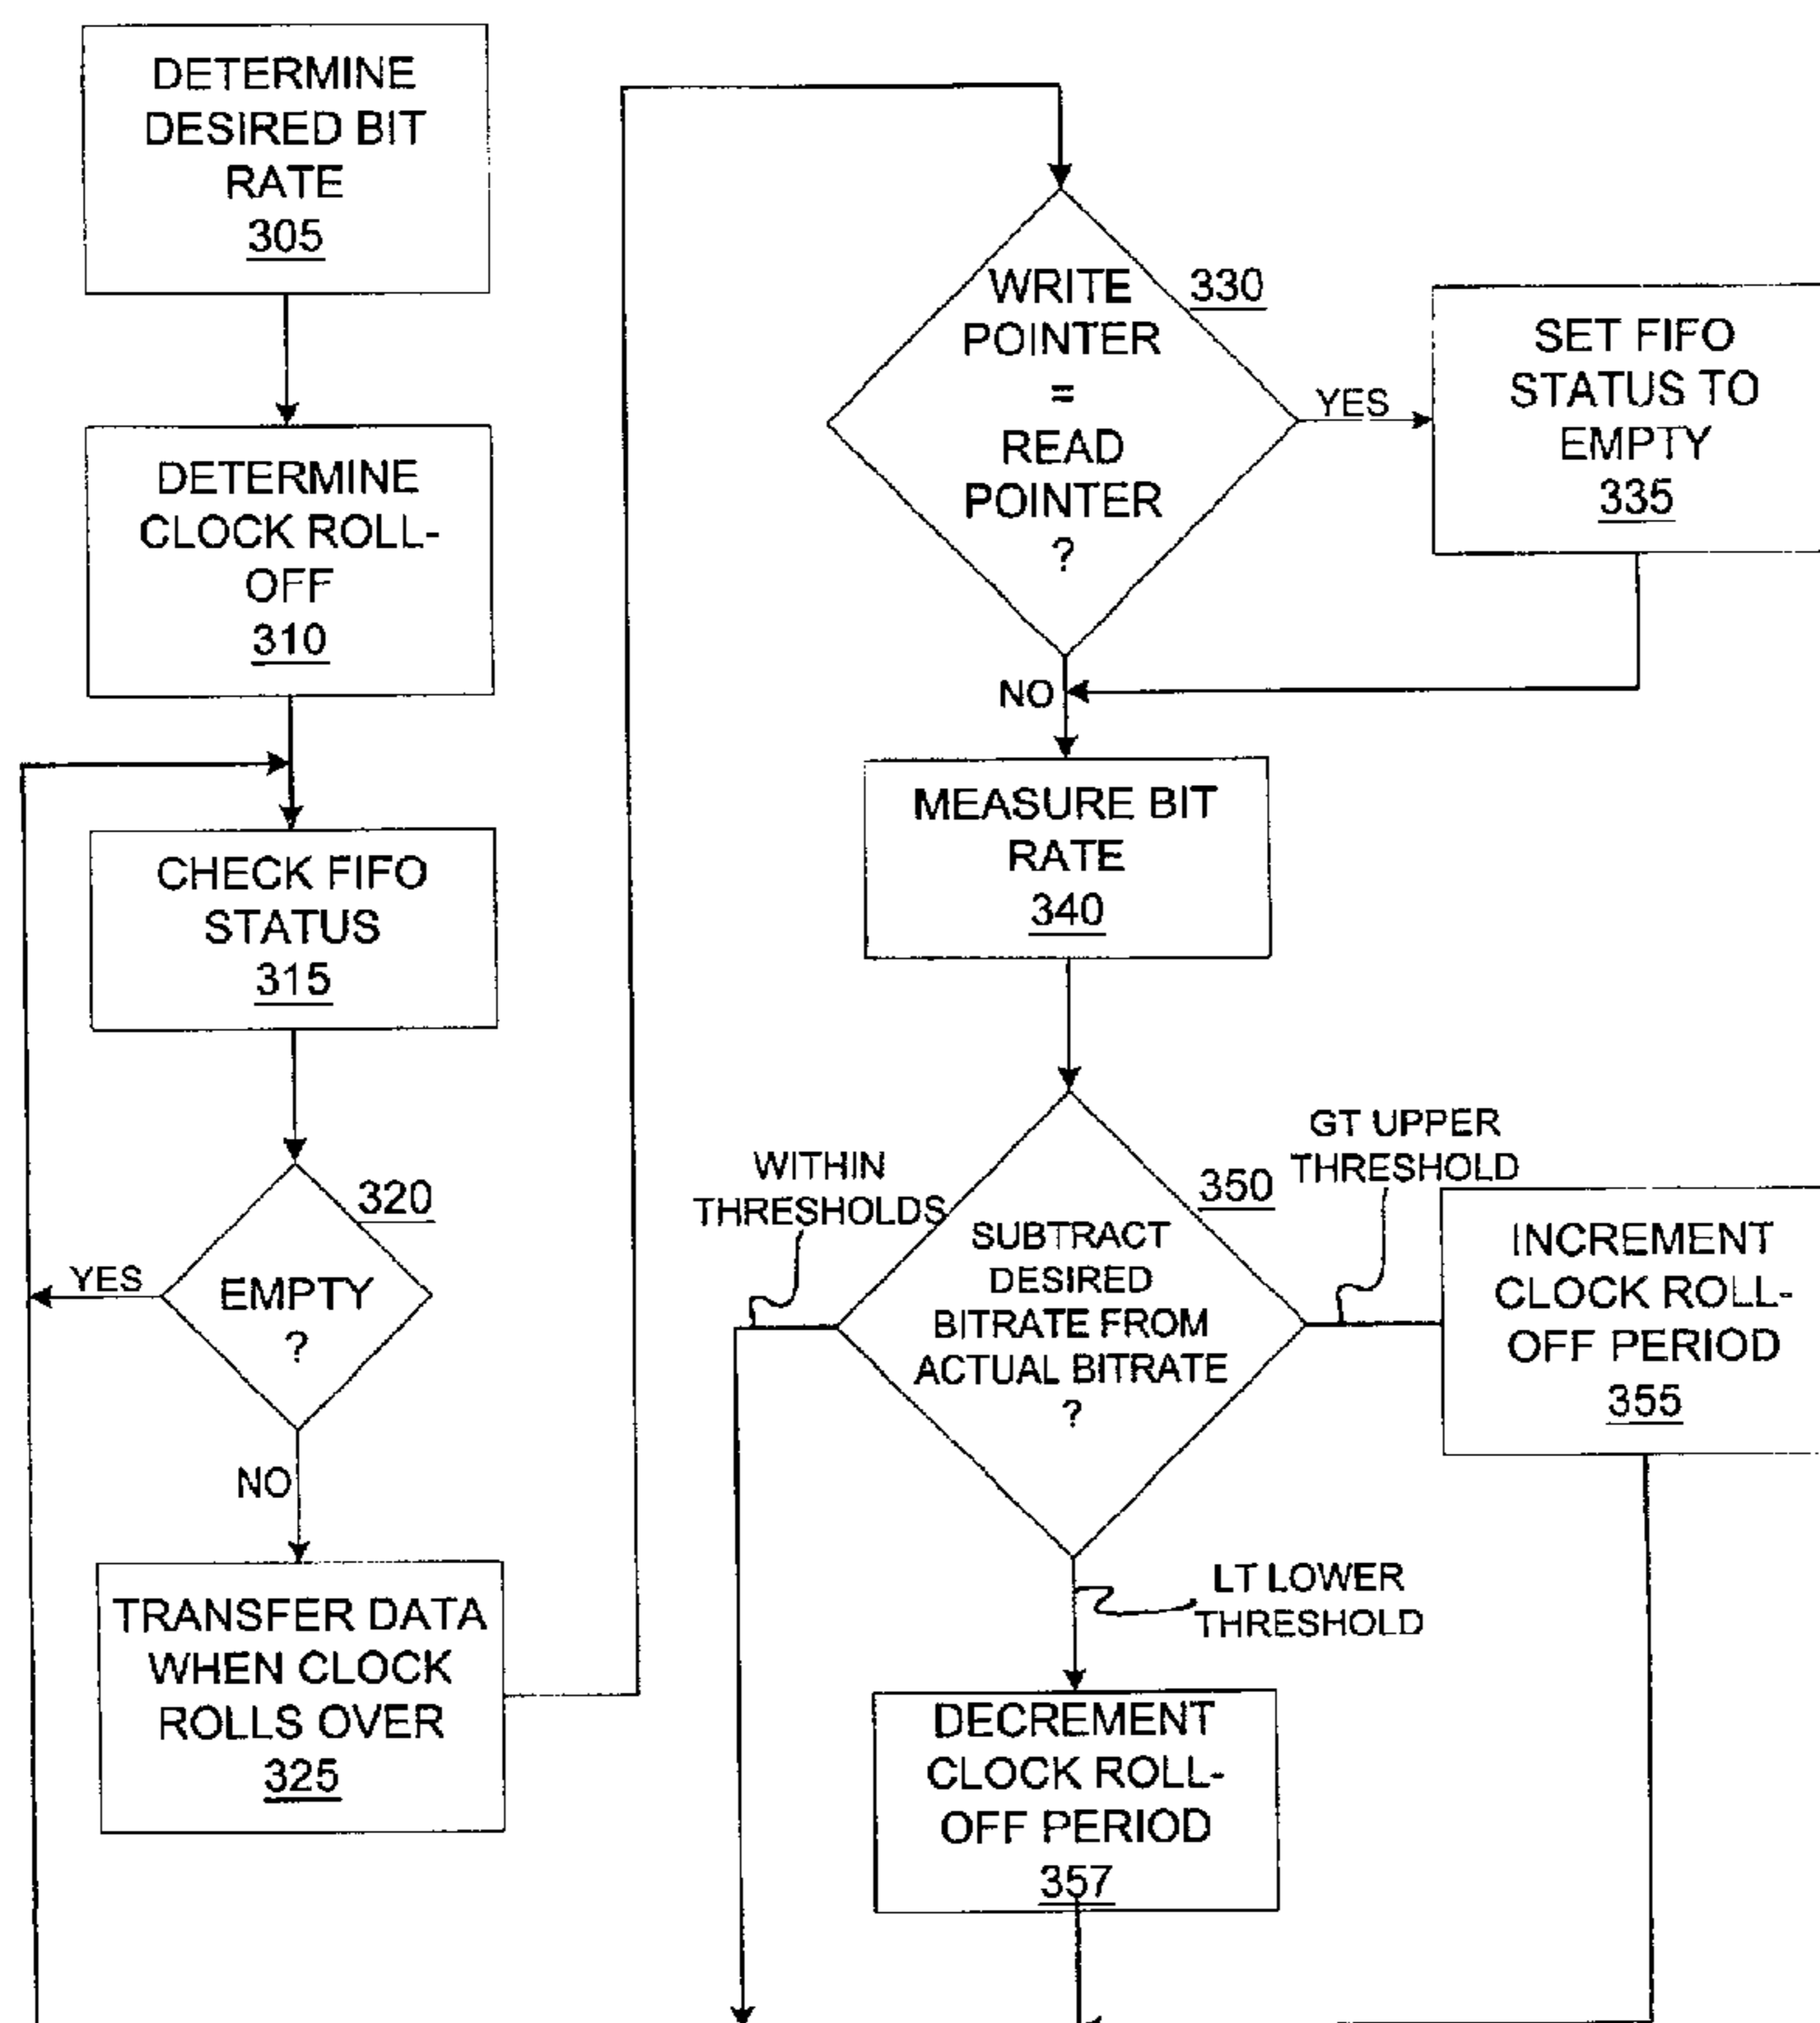 DETERMINE
DESIRED BIT
RATE
305
DETERMINE
CLOCK ROLL-
OFF
310
CHECK FIFO
STATUS
315
320
YES
EMPTY
?
NO
TRANSFER DATA
WHEN CLOCK
ROLLS OVER
325
WRITE
POINTER
=
READ
POINTER
?
330
YES
SET FIFO
STATUS TO
EMPTY
335
NO
MEASURE BIT
RATE
340
WITHIN
THRESHOLDS
350
GT UPPER
THRESHOLD
SUBTRACT
DESIRED
BITRATE FROM
ACTUAL BITRATE
?
INCREMENT
CLOCK ROLL-
OFF PERIOD
355
LT LOWER
THRESHOLD
DECREMENT
CLOCK ROLL-
OFF PERIOD
357